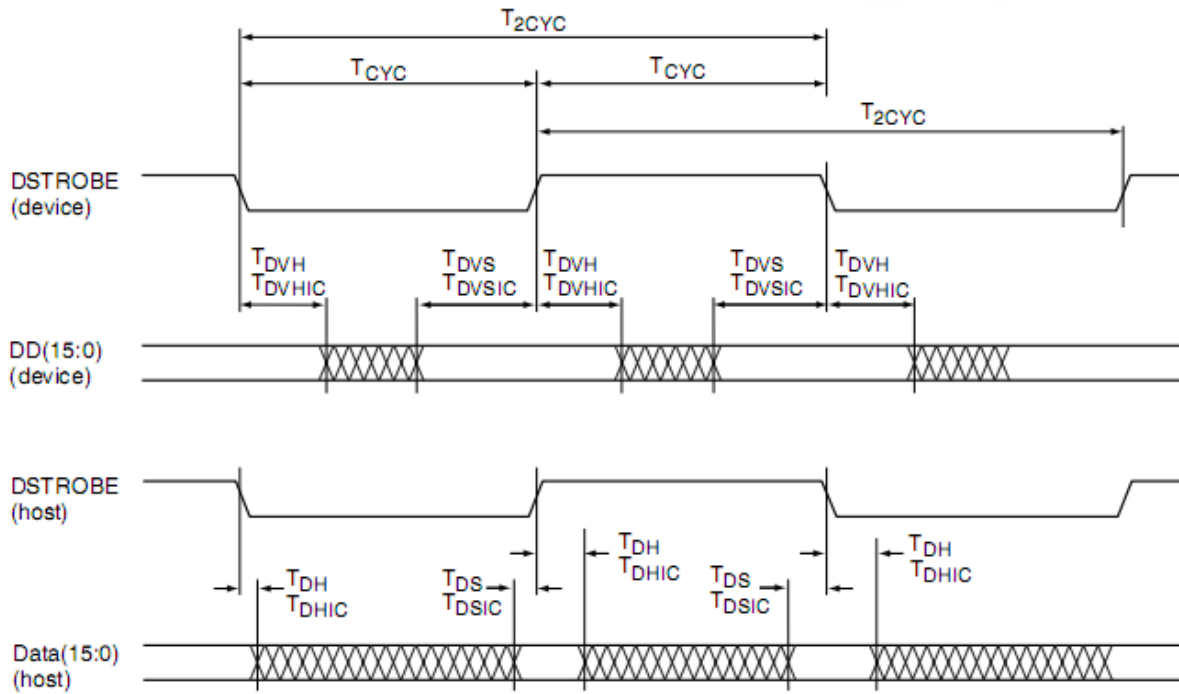 T2CYC
TCYC TCYC
T2CYC
DSTROBE
(device)
TDVH TDVS TDVH TDVS TDVH
TDVHIC TDVSIC TDVHIC TDVSIC TDVHIC
DD(15:0)
(device)
DSTROBE
(host)
TDH TDH
TDHIC TDHIC
TDH TDS TDS
TDHIC TDSIC TDSIC
Data(15:0)
(host)